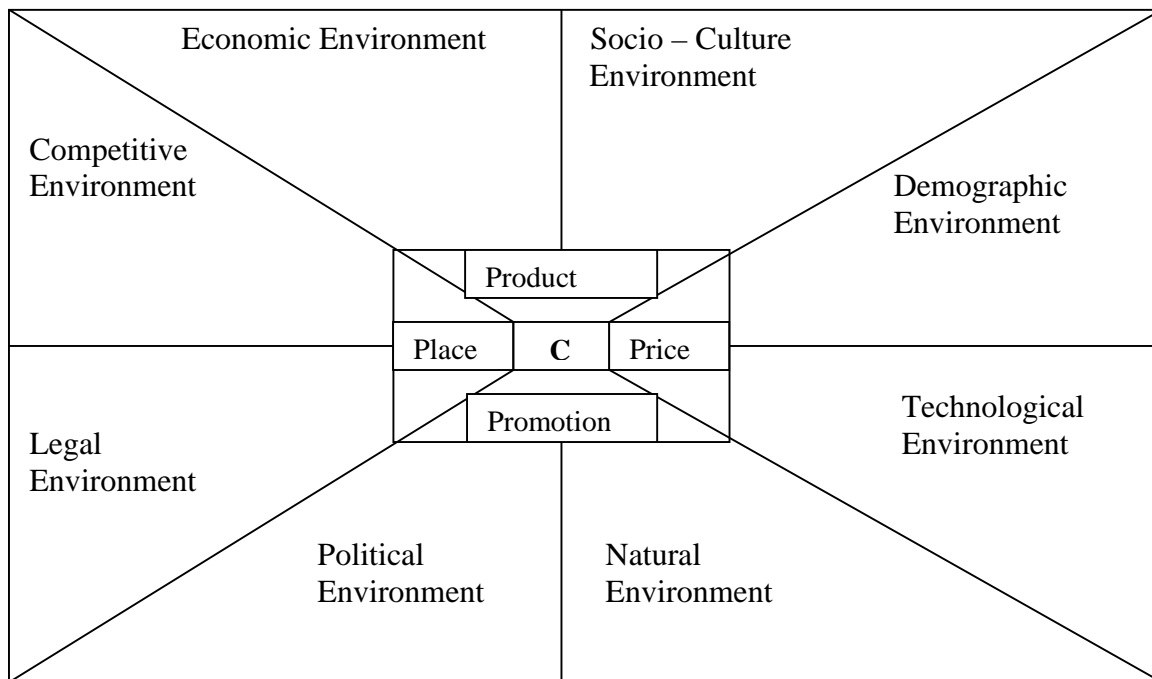 Economic Environment
Socio – Culture
Environment
Competitive
Environment
Demographic
Environment
Product
Place
C
Price
Promotion
Technological
Environment
Legal
Environment
Political
Environment
Natural
Environment